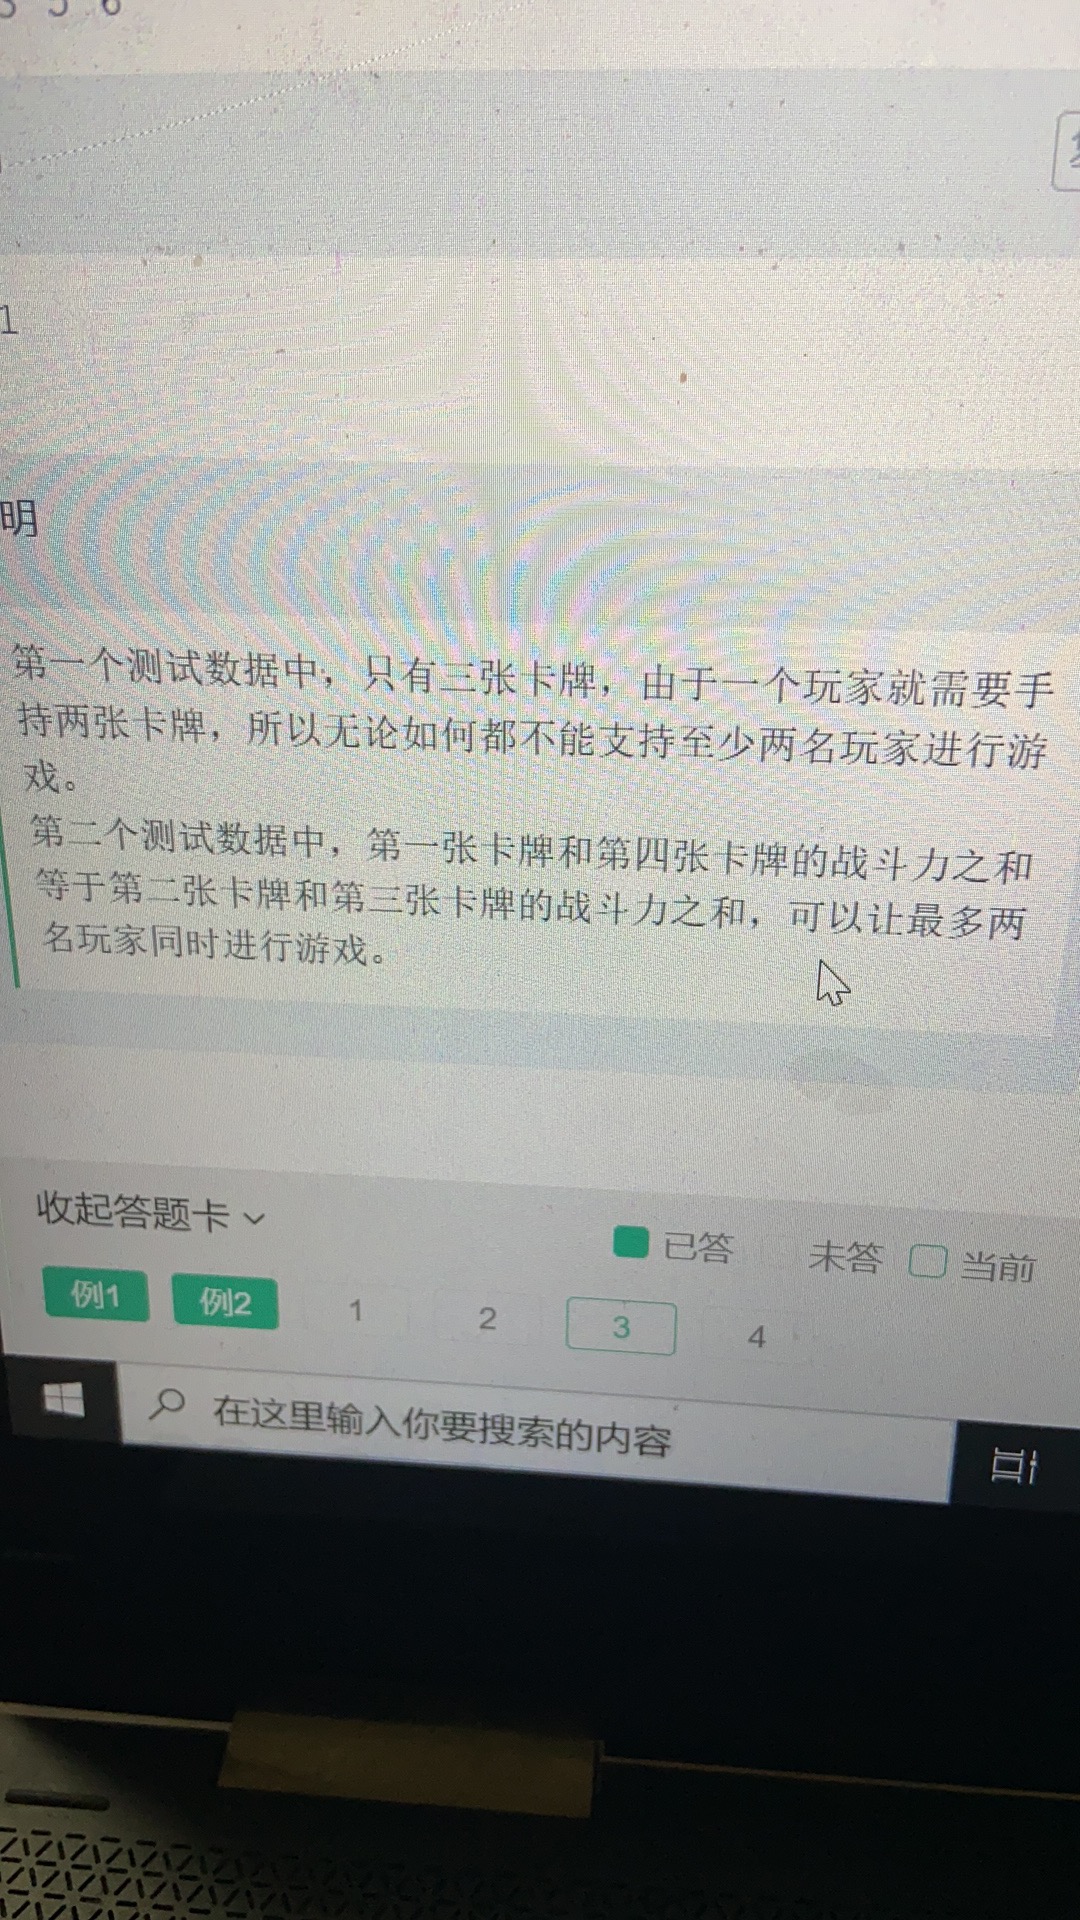 1
明
第一个测试数据中，只有三张卡牌，由于一个玩家就需要手
持两张卡牌，所以无论如何都不能支持至少两名玩家进行游
戏。
第二个测试数据中，第一张卡牌和第四张卡牌的战斗力之和
等于第二张卡牌和第三张卡牌的战斗力之和，可以让最多两
名玩家同时进行游戏。
收起答题卡
已答 未答 当前
例1 例2 1 2 3 4
在这里输入你要搜索的内容